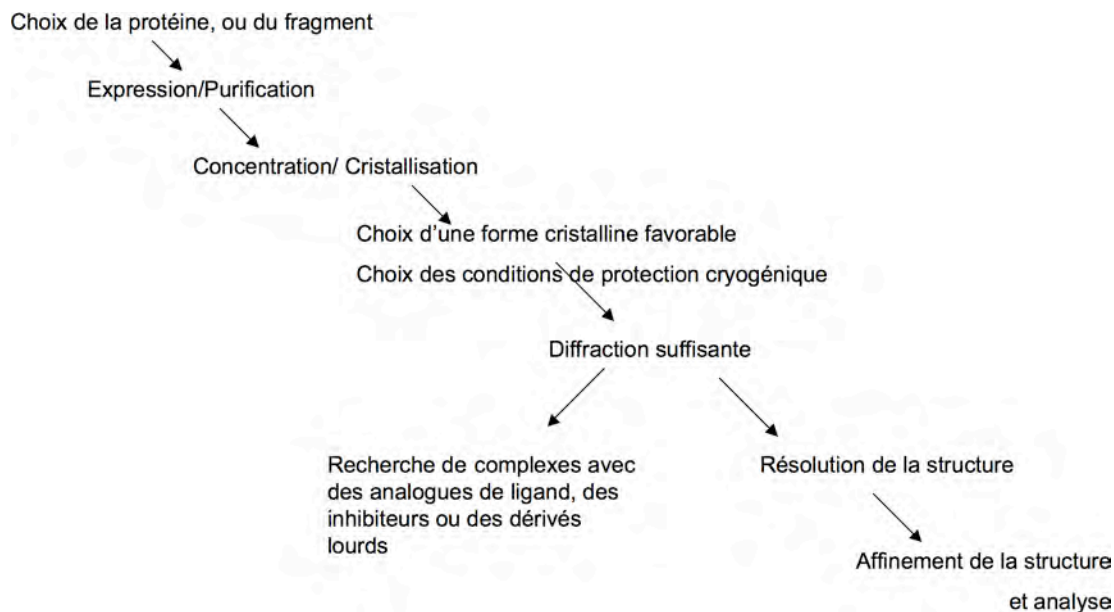 Choix de la protéine, ou du fragment
Expression/Purification
Concentration/ Cristallisation
Choix d'une forme cristalline favorable
Choix des conditions de protection cryogénique
Diffraction suffisante
Recherche de complexes avec
des analogues de ligand, des
inhibiteurs ou des dérivés
lourds
Résolution de la structure
Affinement de la structure
et analyse